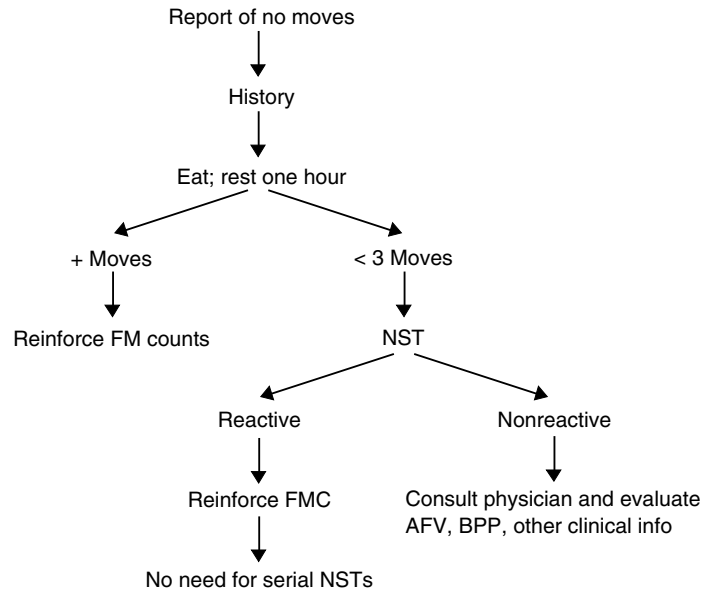 Report of no moves
History
Eat; rest one hour
+ Moves
< 3 Moves
Reinforce FM counts
NST
Reactive
Nonreactive
Reinforce FMC
Consult physician and evaluate
AFV, BPP, other clinical info
No need for serial NSTs